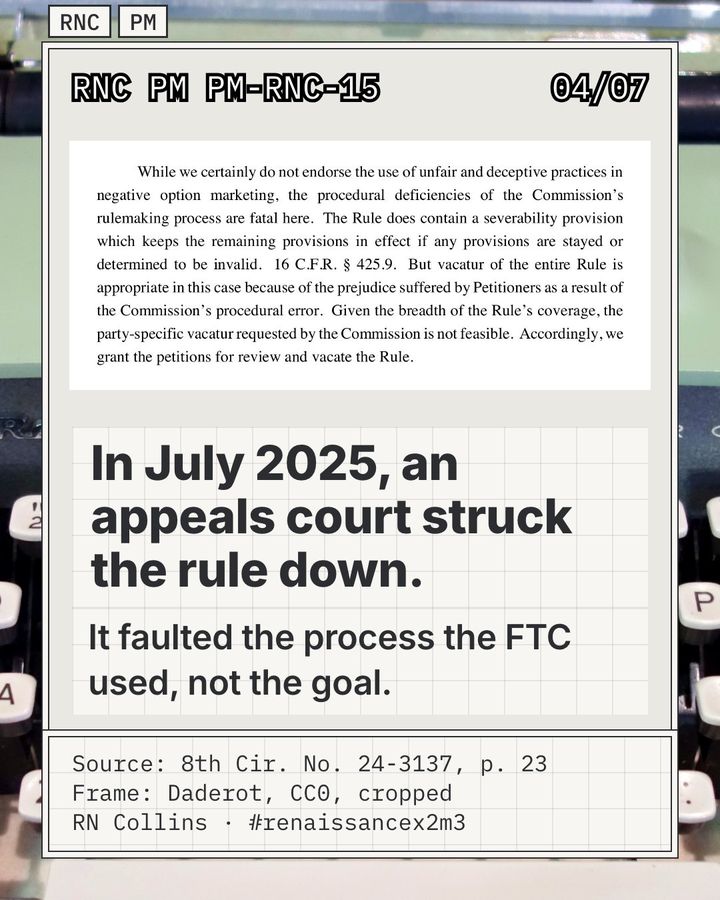 RNC PM
RNC PM PM-RNC-15 04/07
While we certainly do not endorse the use of unfair and deceptive practices in
negative option marketing, the procedural deficiencies of the Commission’s
rulemaking process are fatal here. The Rule does contain a severability provision
which keeps the remaining provisions in effect if any provisions are stayed or
determined to be invalid. 16 C.F.R. § 425.9. But vacatur of the entire Rule is
appropriate in this case because of the prejudice suffered by Petitioners as a result of
the Commission’s procedural error. Given the breadth of the Rule’s coverage, the
party-specific vacatur requested by the Commission is not feasible. Accordingly, we
grant the petitions for review and vacate the Rule.
In July 2025, an
appeals court struck
the rule down.
It faulted the process the FTC
used, not the goal.
Source: 8th Cir. No. 24-3137, p. 23
Frame: Daderot, CC0, cropped
RN Collins · #renaissancex2m3
2
P
A